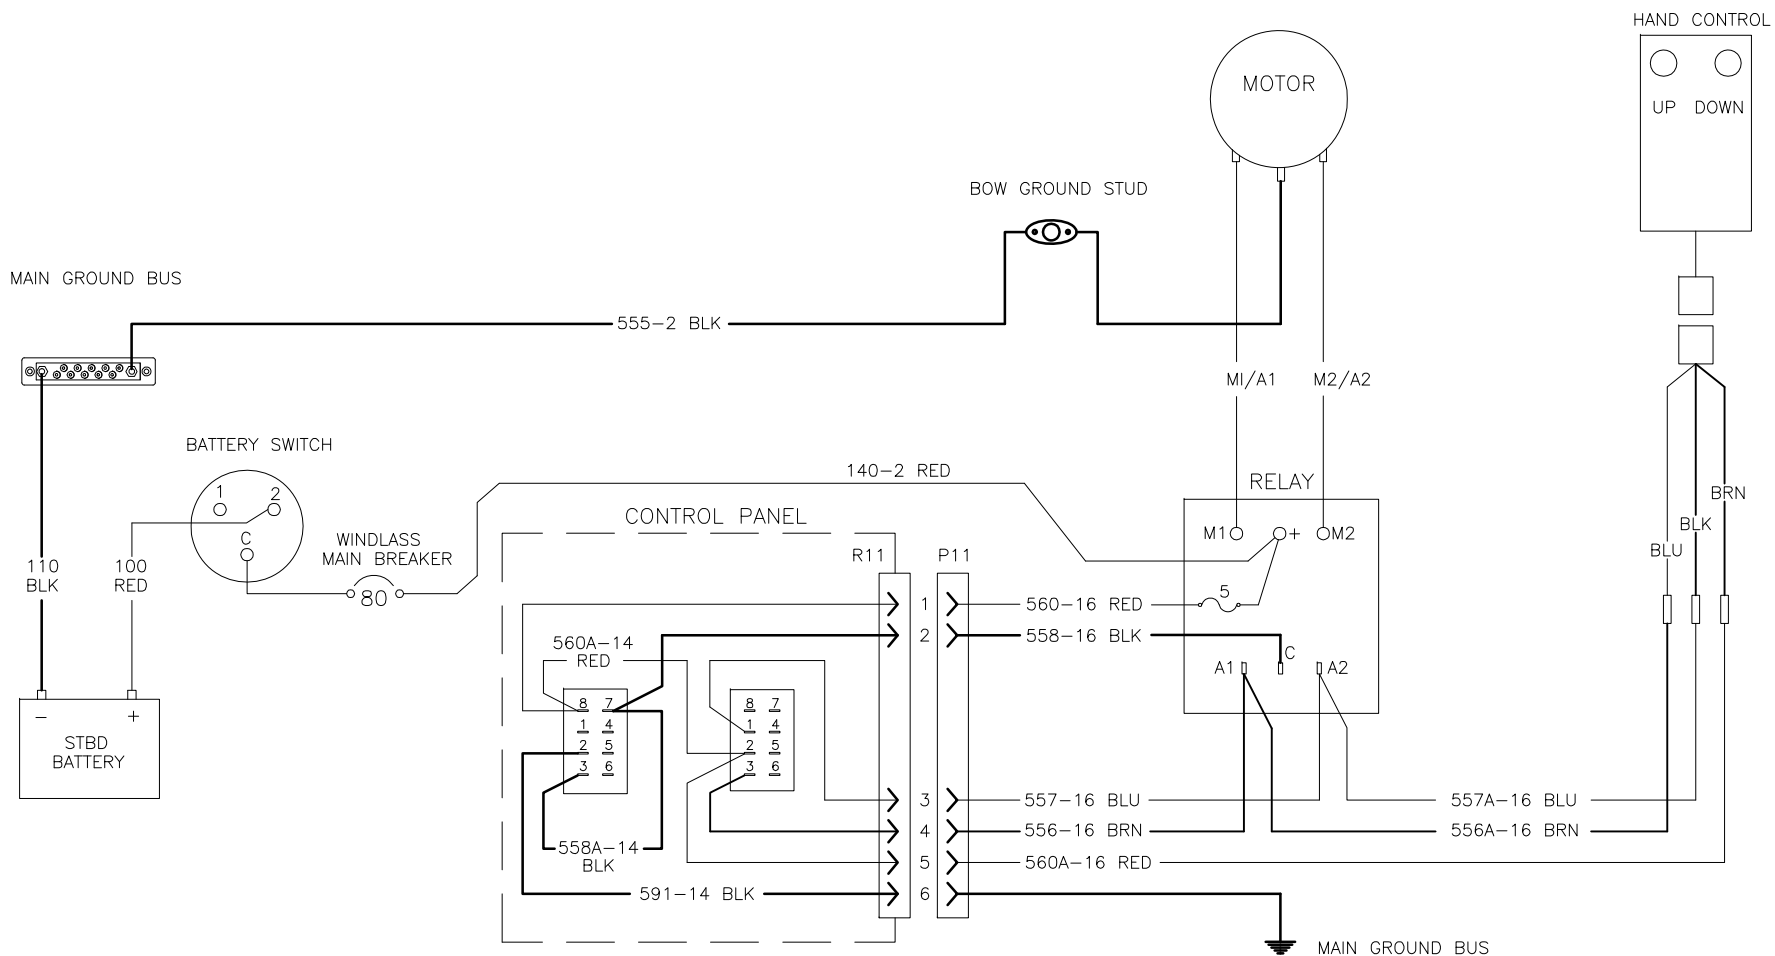 HAND CONTROL
UP DOWN
MOTOR
BOW GROUND STUD
MAIN GROUND BUS
555-2 BLK
M1/A1
M2/A2
BATTERY SWITCH
1
2
C
140-2 RED
RELAY
M1
+
M2
BRN
BLK
BLU
CONTROL PANEL
WINDLASS
MAIN BREAKER
80
R11
P11
110
BLK
100
RED
5
1
560-16 RED
2
558-16 BLK
560A-14
RED
C
A1
A2
8 7
1 4
2 5
3 6
8 7
1 4
2 5
3 6
- +
STBD
BATTERY
3
557-16 BLU
557A-16 BLU
4
556-16 BRN
556A-16 BRN
558A-14
BLK
5
560A-16 RED
591-14 BLK
6
MAIN GROUND BUS